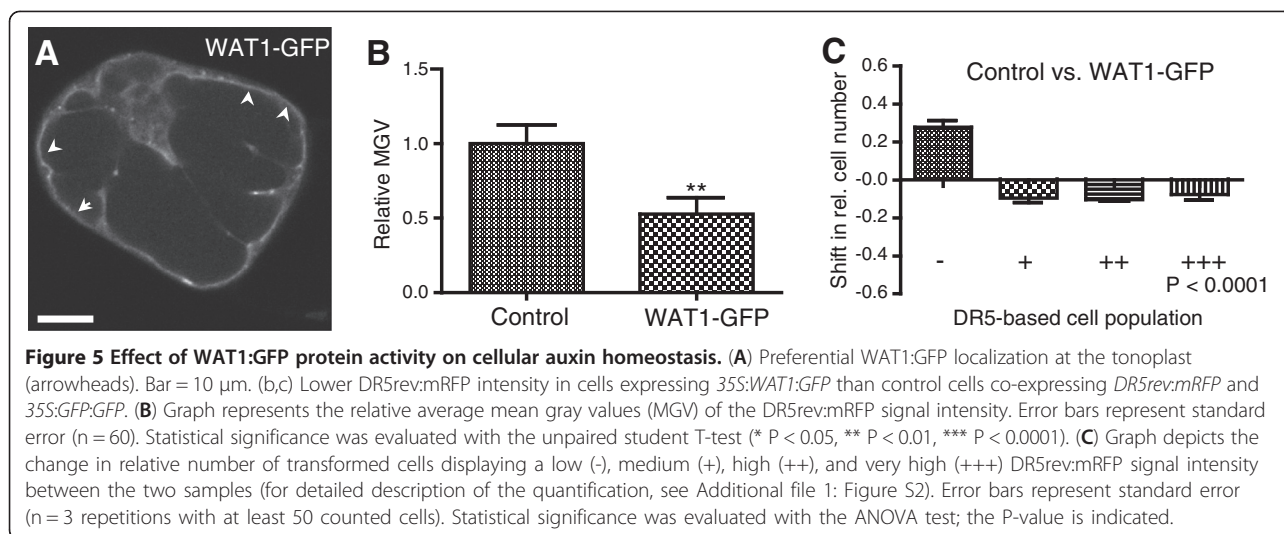 A
WAT1-GFP
B
1.5
1.0
0.5
0.0
Relative MGV
**
Control
WAT1-GFP
C
Control vs. WAT1-GFP
0.6
0.4
0.2
-0.0
-0.2
-0.4
-0.6
Shift in rel. cell number
- + ++ +++
P < 0.0001
DR5-based cell population
Figure 5 Effect of WAT1:GFP protein activity on cellular auxin homeostasis. (A) Preferential WAT1:GFP localization at the tonoplast
(arrowheads). Bar = 10 μm. (b,c) Lower DR5rev:mRFP intensity in cells expressing 35S:WAT1:GFP than control cells co-expressing DR5rev:mRFP and
35S:GFP:GFP. (B) Graph represents the relative average mean gray values (MGV) of the DR5rev:mRFP signal intensity. Error bars represent standard
error (n = 60). Statistical significance was evaluated with the unpaired student T-test (* P < 0.05, ** P < 0.01, *** P < 0.0001). (C) Graph depicts the
change in relative number of transformed cells displaying a low (-), medium (+), high (++), and very high (+++) DR5rev:mRFP signal intensity
between the two samples (for detailed description of the quantification, see Additional file 1: Figure S2). Error bars represent standard error
(n = 3 repetitions with at least 50 counted cells). Statistical significance was evaluated with the ANOVA test; the P-value is indicated.